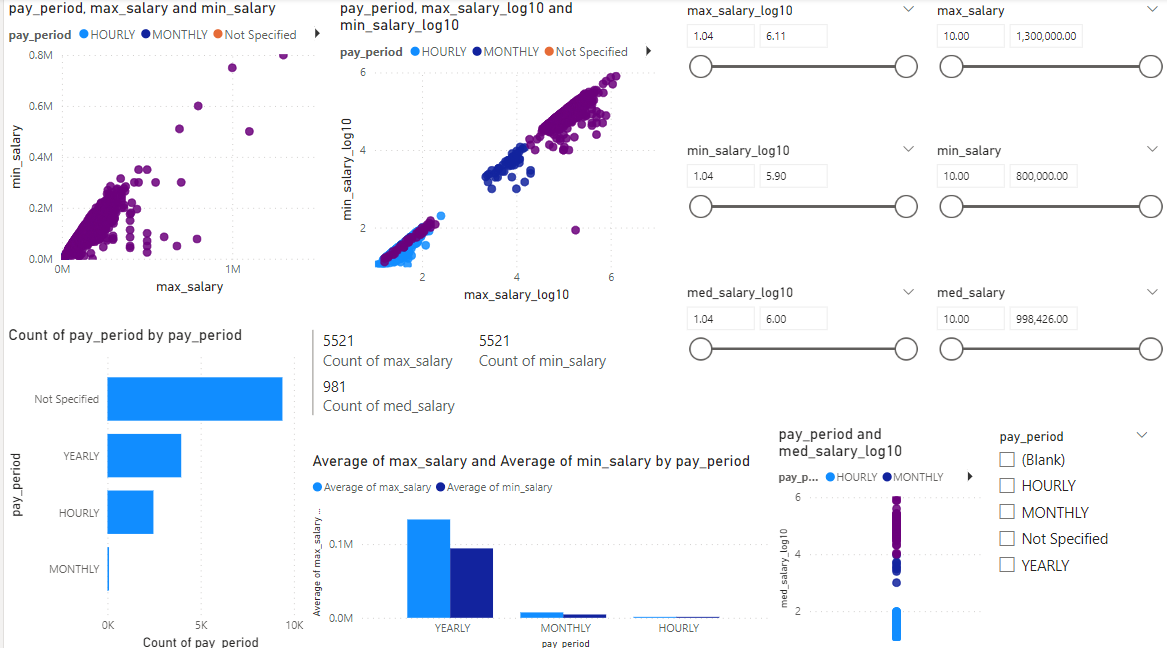 pay_period, max_salary and min_salary
pay_period HOURLY MONTHLY Not Specified
0.8M
0.6M
0.4M
0.2M
0.0M
min_salary
0M 1M
max_salary
pay_period, max_salary_log10 and
min_salary_log10
pay_period HOURLY MONTHLY Not Specified
6
4
2
min_salary_log10
2 4 6
max_salary_log10
max_salary_log10
1.04 6.11
max_salary
10.00 1,300,000.00
min_salary_log10
1.04 5.90
min_salary
10.00 800,000.00
med_salary_log10
1.04 6.00
med_salary
10.00 998,426.00
Count of pay_period by pay_period
pay_period
Not Specified
YEARLY
HOURLY
MONTHLY
0K 5K 10K
Count of pay_period
5521 5521
Count of max_salary Count of min_salary
981
Count of med_salary
Average of max_salary and Average of min_salary by pay_period
Average of max_salary Average of min_salary
Average of max_salary ...
0.1M
0.0M
YEARLY MONTHLY HOURLY
pay_period
pay_period and
med_salary_log10
pay_p... HOURLY MONTHLY
6
4
2
med_salary_log10
pay_period
(Blank)
HOURLY
MONTHLY
Not Specified
YEARLY